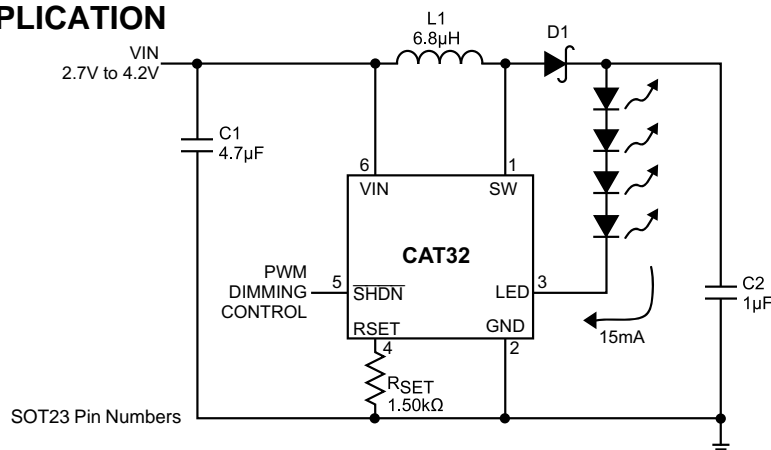 PLICATION
L1
6.8µH
D1
VIN
2.7V to 4.2V
C1
4.7µF
6
1
VIN
SW
CAT32
PWM
DIMMING
CONTROL
5
SHDN
LED
3
RSET
GND
4
2
C2
1µF
15mA
RSET
1.50kΩ
SOT23 Pin Numbers